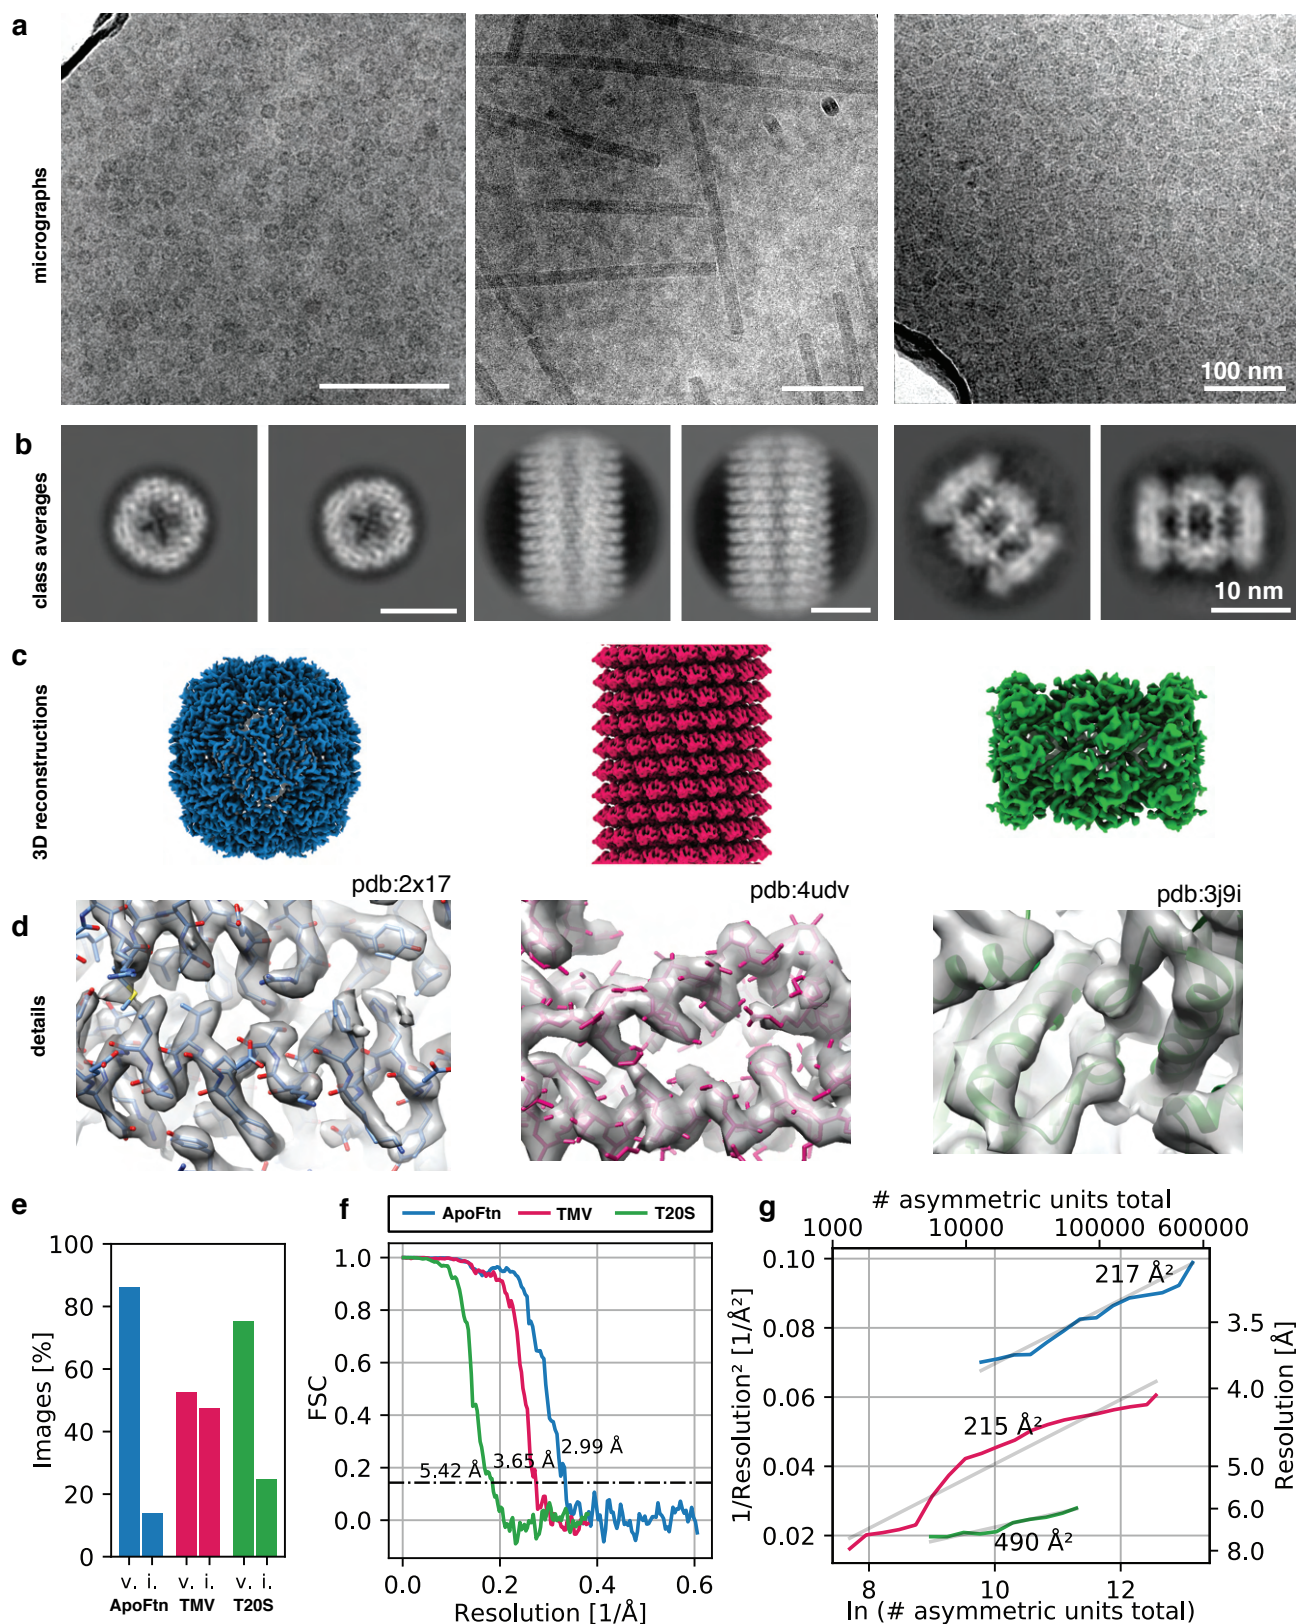 a
micrographs
100 nm
b
class averages
10 nm
c
3D reconstructions
pdb:2x17
pdb:4udv
pdb:3j9i
d
details
e
Images [%]
100
80
60
40
20
0
v. i. v. i. v. i.
ApoFtn TMV T20S
f
ApoFtn TMV T20S
FSC
1.0
0.8
0.6
0.4
0.2
0.0
5.42 Å
3.65 Å
2.99 Å
0.0 0.2 0.4 0.6
Resolution [1/Å]
g
# asymmetric units total
1000 10000 100000 600000
1/Resolution² [1/Å²]
0.10
0.08
0.06
0.04
0.02
217 Å²
215 Å²
490 Å²
3.5
4.0
5.0
6.0
8.0
Resolution [Å]
8 10 12
ln (# asymmetric units total)